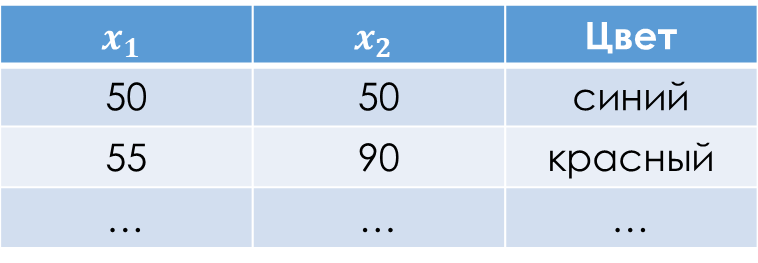 x₁ x₂ Цвет
50 50 синий
55 90 красный
... ... ...